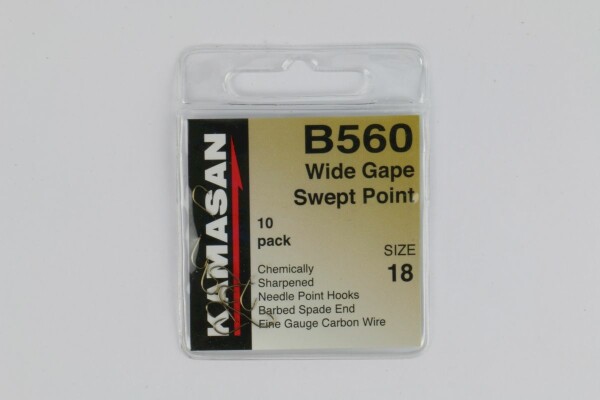 KAMASAN
B560
Wide Gape
Swept Point
10
pack
SIZE
18
Chemically
Sharpened
Needle Point Hooks
Barbed Spade End
Fine Gauge Carbon Wire